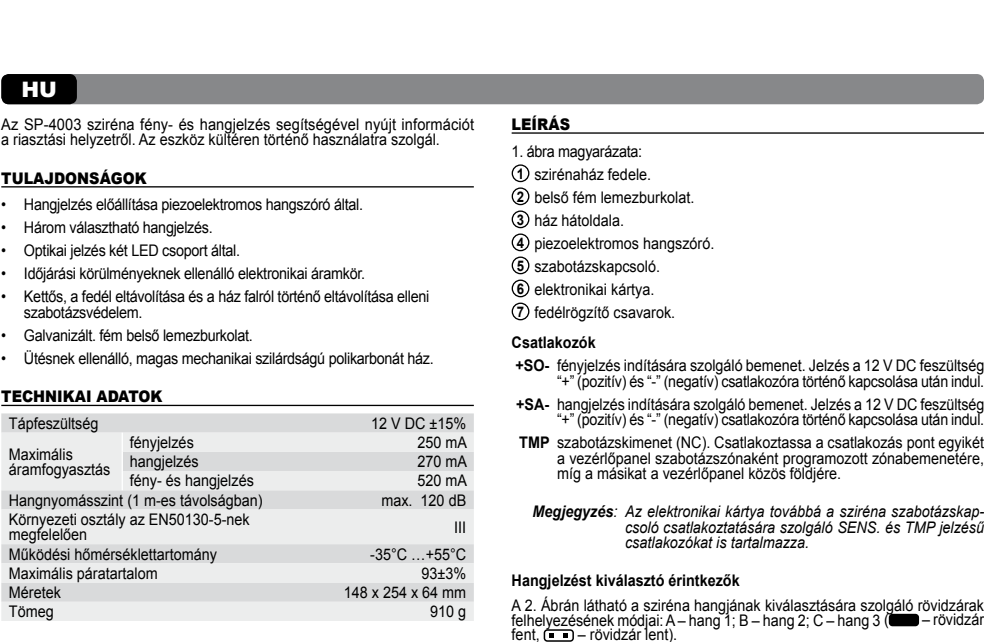 HU
Az SP-4003 sziréna fény- és hangjelzés segítségével nyújt információt
a riasztási helyzetről. Az eszköz kültéren történő használatra szolgál.
TULAJDONSÁGOK
• Hangjelzés előállítása piezoelektromos hangszóró által.
• Három választható hangjelzés.
• Optikai jelzés két LED csoport által.
• Időjárási körülményeknek ellenálló elektronikai áramkör.
• Kettős, a fedél eltávolítása és a ház falról történő eltávolítása elleni
szabotázsvédelem.
• Galvanizált. fém belső lemezburkolat.
• Ütésnek ellenálló, magas mechanikai szilárdságú polikarbonát ház.
TECHNIKAI ADATOK
Tápfeszültség 12 V DC ±15%
Maximális áramfogyasztás
fényjelzés 250 mA
hangjelzés 270 mA
fény- és hangjelzés 520 mA
Hangnyomásszint (1 m-es távolságban) max. 120 dB
Környezeti osztály az EN50130-5-nek
megfelelően III
Működési hőmérséklettartomány -35°C …+55°C
Maximális páratartalom 93±3%
Méretek 148 x 254 x 64 mm
Tömeg 910 g
LEÍRÁS
1. ábra magyarázata:
① szirénaház fedele.
② belső fém lemezburkolat.
③ ház hátoldala.
④ piezoelektromos hangszóró.
⑤ szabotázskapcsoló.
⑥ elektronikai kártya.
⑦ fedélrögzítő csavarok.
Csatlakozók
+SO- fényjelzés indítására szolgáló bemenet. Jelzés a 12 V DC feszültség
“+” (pozitív) és “-” (negatív) csatlakozóra történő kapcsolása után indul.
+SA- hangjelzés indítására szolgáló bemenet. Jelzés a 12 V DC feszültség
“+” (pozitív) és “-” (negatív) csatlakozóra történő kapcsolása után indul.
TMP szabotázskimenet (NC). Csatlakoztassa a csatlakozás pont egyikét
a vezérlőpanel szabotázszónaként programozott zónabemenetére,
míg a másikat a vezérlőpanel közös földjére.
Megjegyzés: Az elektronikai kártya továbbá a sziréna szabotázskap-
csoló csatlakoztatására szolgáló SENS. és TMP jelzésű
csatlakozókat is tartalmazza.
Hangjelzést kiválasztó érintkezők
A 2. Ábrán látható a sziréna hangjának kiválasztására szolgáló rövidzárak
felhelyezésének módjai: A – hang 1; B – hang 2; C – hang 3 ( – rövidzár
fent, – rövidzár lent).